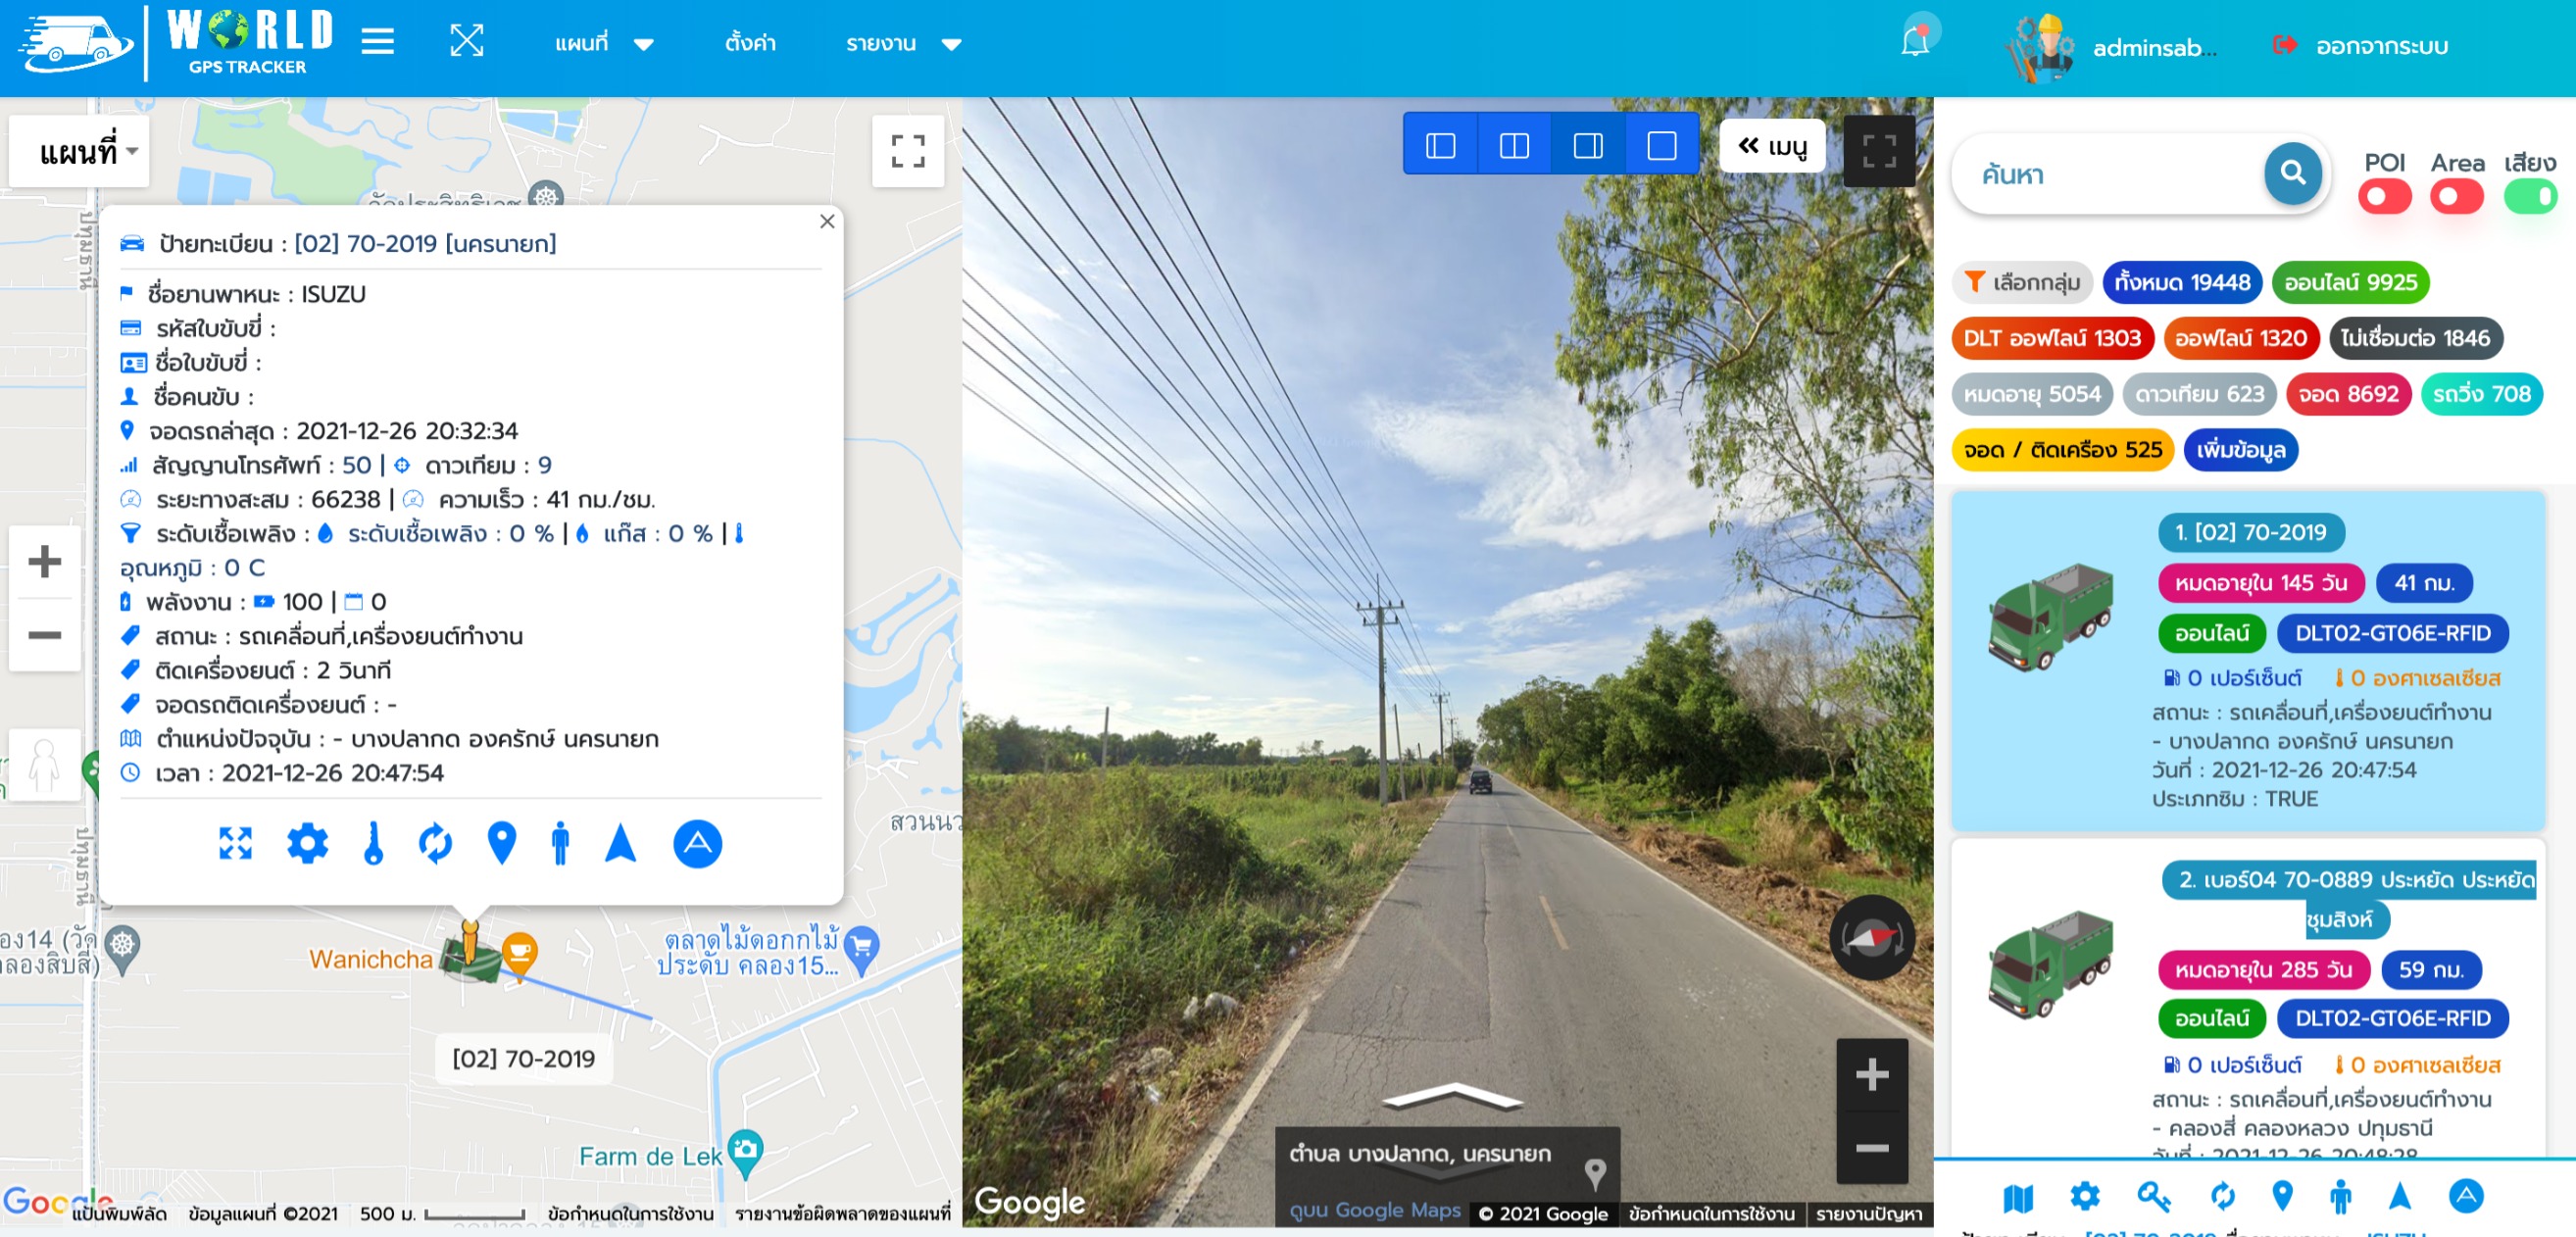 WORLD
GPS TRACKER
แผนที่
ตั้งค่า
รายงาน
adminsab...
ออกจากระบบ
แผนที่
ป้ายทะเบียน : [02] 70-2019 [นครนายก]
ชื่อยานพาหนะ : ISUZU
รหัสใบขับขี่ :
ชื่อใบขับขี่ :
ชื่อคนขับ :
จอดรถล่าสุด : 2021-12-26 20:32:34
สัญญานโทรศัพท์ : 50 | ดาวเทียม : 9
ระยะทางสะสม : 66238 | ความเร็ว : 41 กม./ชม.
ระดับเชื้อเพลิง : ระดับเชื้อเพลิง : 0 % | แก๊ส : 0 % |
อุณหภูมิ : 0 C
พลังงาน : 100 | 0
สถานะ : รถเคลื่อนที่,เครื่องยนต์ทำงาน
ติดเครื่องยนต์ : 2 วินาที
จอดรถติดเครื่องยนต์ : -
ตำแหน่งปัจจุบัน : - บางปลากด องครักษ์ นครนายก
เวลา : 2021-12-26 20:47:54
ปทุมธานี
ปทุมธานี
สวนนว
Wanichcha
ตลาดไม้ดอกไม้
ประดับ คลอง15...
[02] 70-2019
Farm de Lek
Google
แป้นพิมพ์ลัด
ข้อมูลแผนที่ ©2021
500 ม.
ข้อกำหนดในการใช้งาน
รายงานข้อผิดพลาดของแผนที่
เมนู
ตำบล บางปลากด, นครนายก
ดูบน Google Maps
Google
© 2021 Google
ข้อกำหนดในการใช้งาน
รายงานปัญหา
ค้นหา
POI
Area
เสียง
เลือกกลุ่ม
ทั้งหมด 19448
ออนไลน์ 9925
DLT ออฟไลน์ 1303
ออฟไลน์ 1320
ไม่เชื่อมต่อ 1846
หมดอายุ 5054
ดาวเทียม 623
จอด 8692
รถวิ่ง 708
จอด / ติดเครื่อง 525
เพิ่มข้อมูล
1. [02] 70-2019
หมดอายุใน 145 วัน
41 กม.
ออนไลน์
DLT02-GT06E-RFID
0 เปอร์เซ็นต์
0 องศาเซลเซียส
สถานะ : รถเคลื่อนที่,เครื่องยนต์ทำงาน
- บางปลากด องครักษ์ นครนายก
วันที่ : 2021-12-26 20:47:54
ประเภทซิม : TRUE
2. เบอร์04 70-0889 ประหยัด ประหยัด
ชุมสิงห์
หมดอายุใน 285 วัน
59 กม.
ออนไลน์
DLT02-GT06E-RFID
0 เปอร์เซ็นต์
0 องศาเซลเซียส
สถานะ : รถเคลื่อนที่,เครื่องยนต์ทำงาน
- คลองสี่ คลองหลวง ปทุมธานี
วันที่ : 2021-12-26 20:48:28